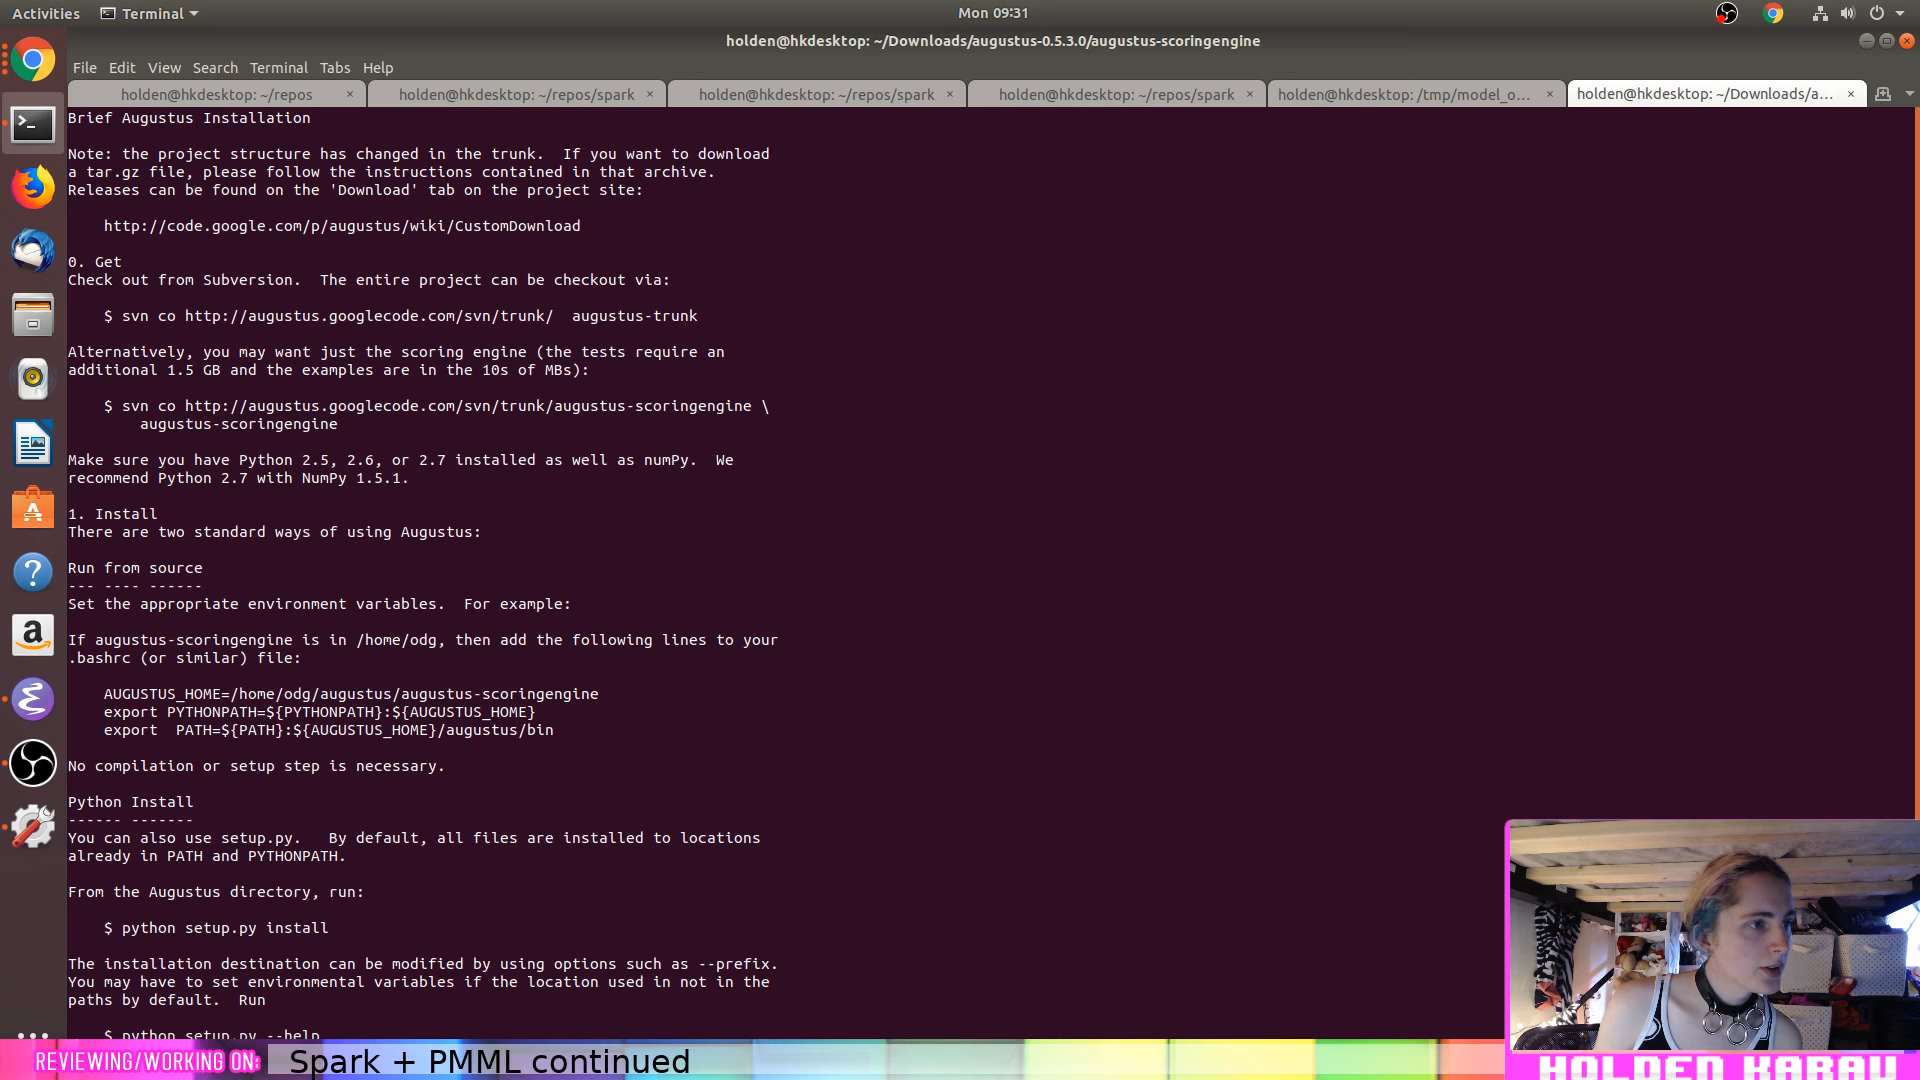 Activities
Terminal
Mon 09:31
holden@hkdesktop: ~/Downloads/augustus-0.5.3.0/augustus-scoringengine
File Edit View Search Terminal Tabs Help
holden@hkdesktop: ~/repos × holden@hkdesktop: ~/repos/spark × holden@hkdesktop: ~/repos/spark × holden@hkdesktop: ~/repos/spark × holden@hkdesktop: /tmp/model_o... × holden@hkdesktop: ~/Downloads/a... ×
Brief Augustus Installation
Note: the project structure has changed in the trunk.  If you want to download
a tar.gz file, please follow the instructions contained in that archive.
Releases can be found on the 'Download' tab on the project site:
http://code.google.com/p/augustus/wiki/CustomDownload
0. Get
Check out from Subversion.  The entire project can be checkout via:
$ svn co http://augustus.googlecode.com/svn/trunk/  augustus-trunk
Alternatively, you may want just the scoring engine (the tests require an
additional 1.5 GB and the examples are in the 10s of MBs):
$ svn co http://augustus.googlecode.com/svn/trunk/augustus-scoringengine \
augustus-scoringengine
Make sure you have Python 2.5, 2.6, or 2.7 installed as well as numPy.  We
recommend Python 2.7 with NumPy 1.5.1.
1. Install
There are two standard ways of using Augustus:
Run from source
--- ---- ------
Set the appropriate environment variables.  For example:
If augustus-scoringengine is in /home/odg, then add the following lines to your
.bashrc (or similar) file:
AUGUSTUS_HOME=/home/odg/augustus/augustus-scoringengine
export PYTHONPATH=${PYTHONPATH}:${AUGUSTUS_HOME}
export  PATH=${PATH}:${AUGUSTUS_HOME}/augustus/bin
No compilation or setup step is necessary.
Python Install
------ -------
You can also use setup.py.   By default, all files are installed to locations
already in PATH and PYTHONPATH.
From the Augustus directory, run:
$ python setup.py install
The installation destination can be modified by using options such as --prefix.
You may have to set environmental variables if the location used in not in the
paths by default.  Run
$ python setup.py --help
REVIEWING/WORKING ON: Spark + PMML continued
HOLDEN KARAU